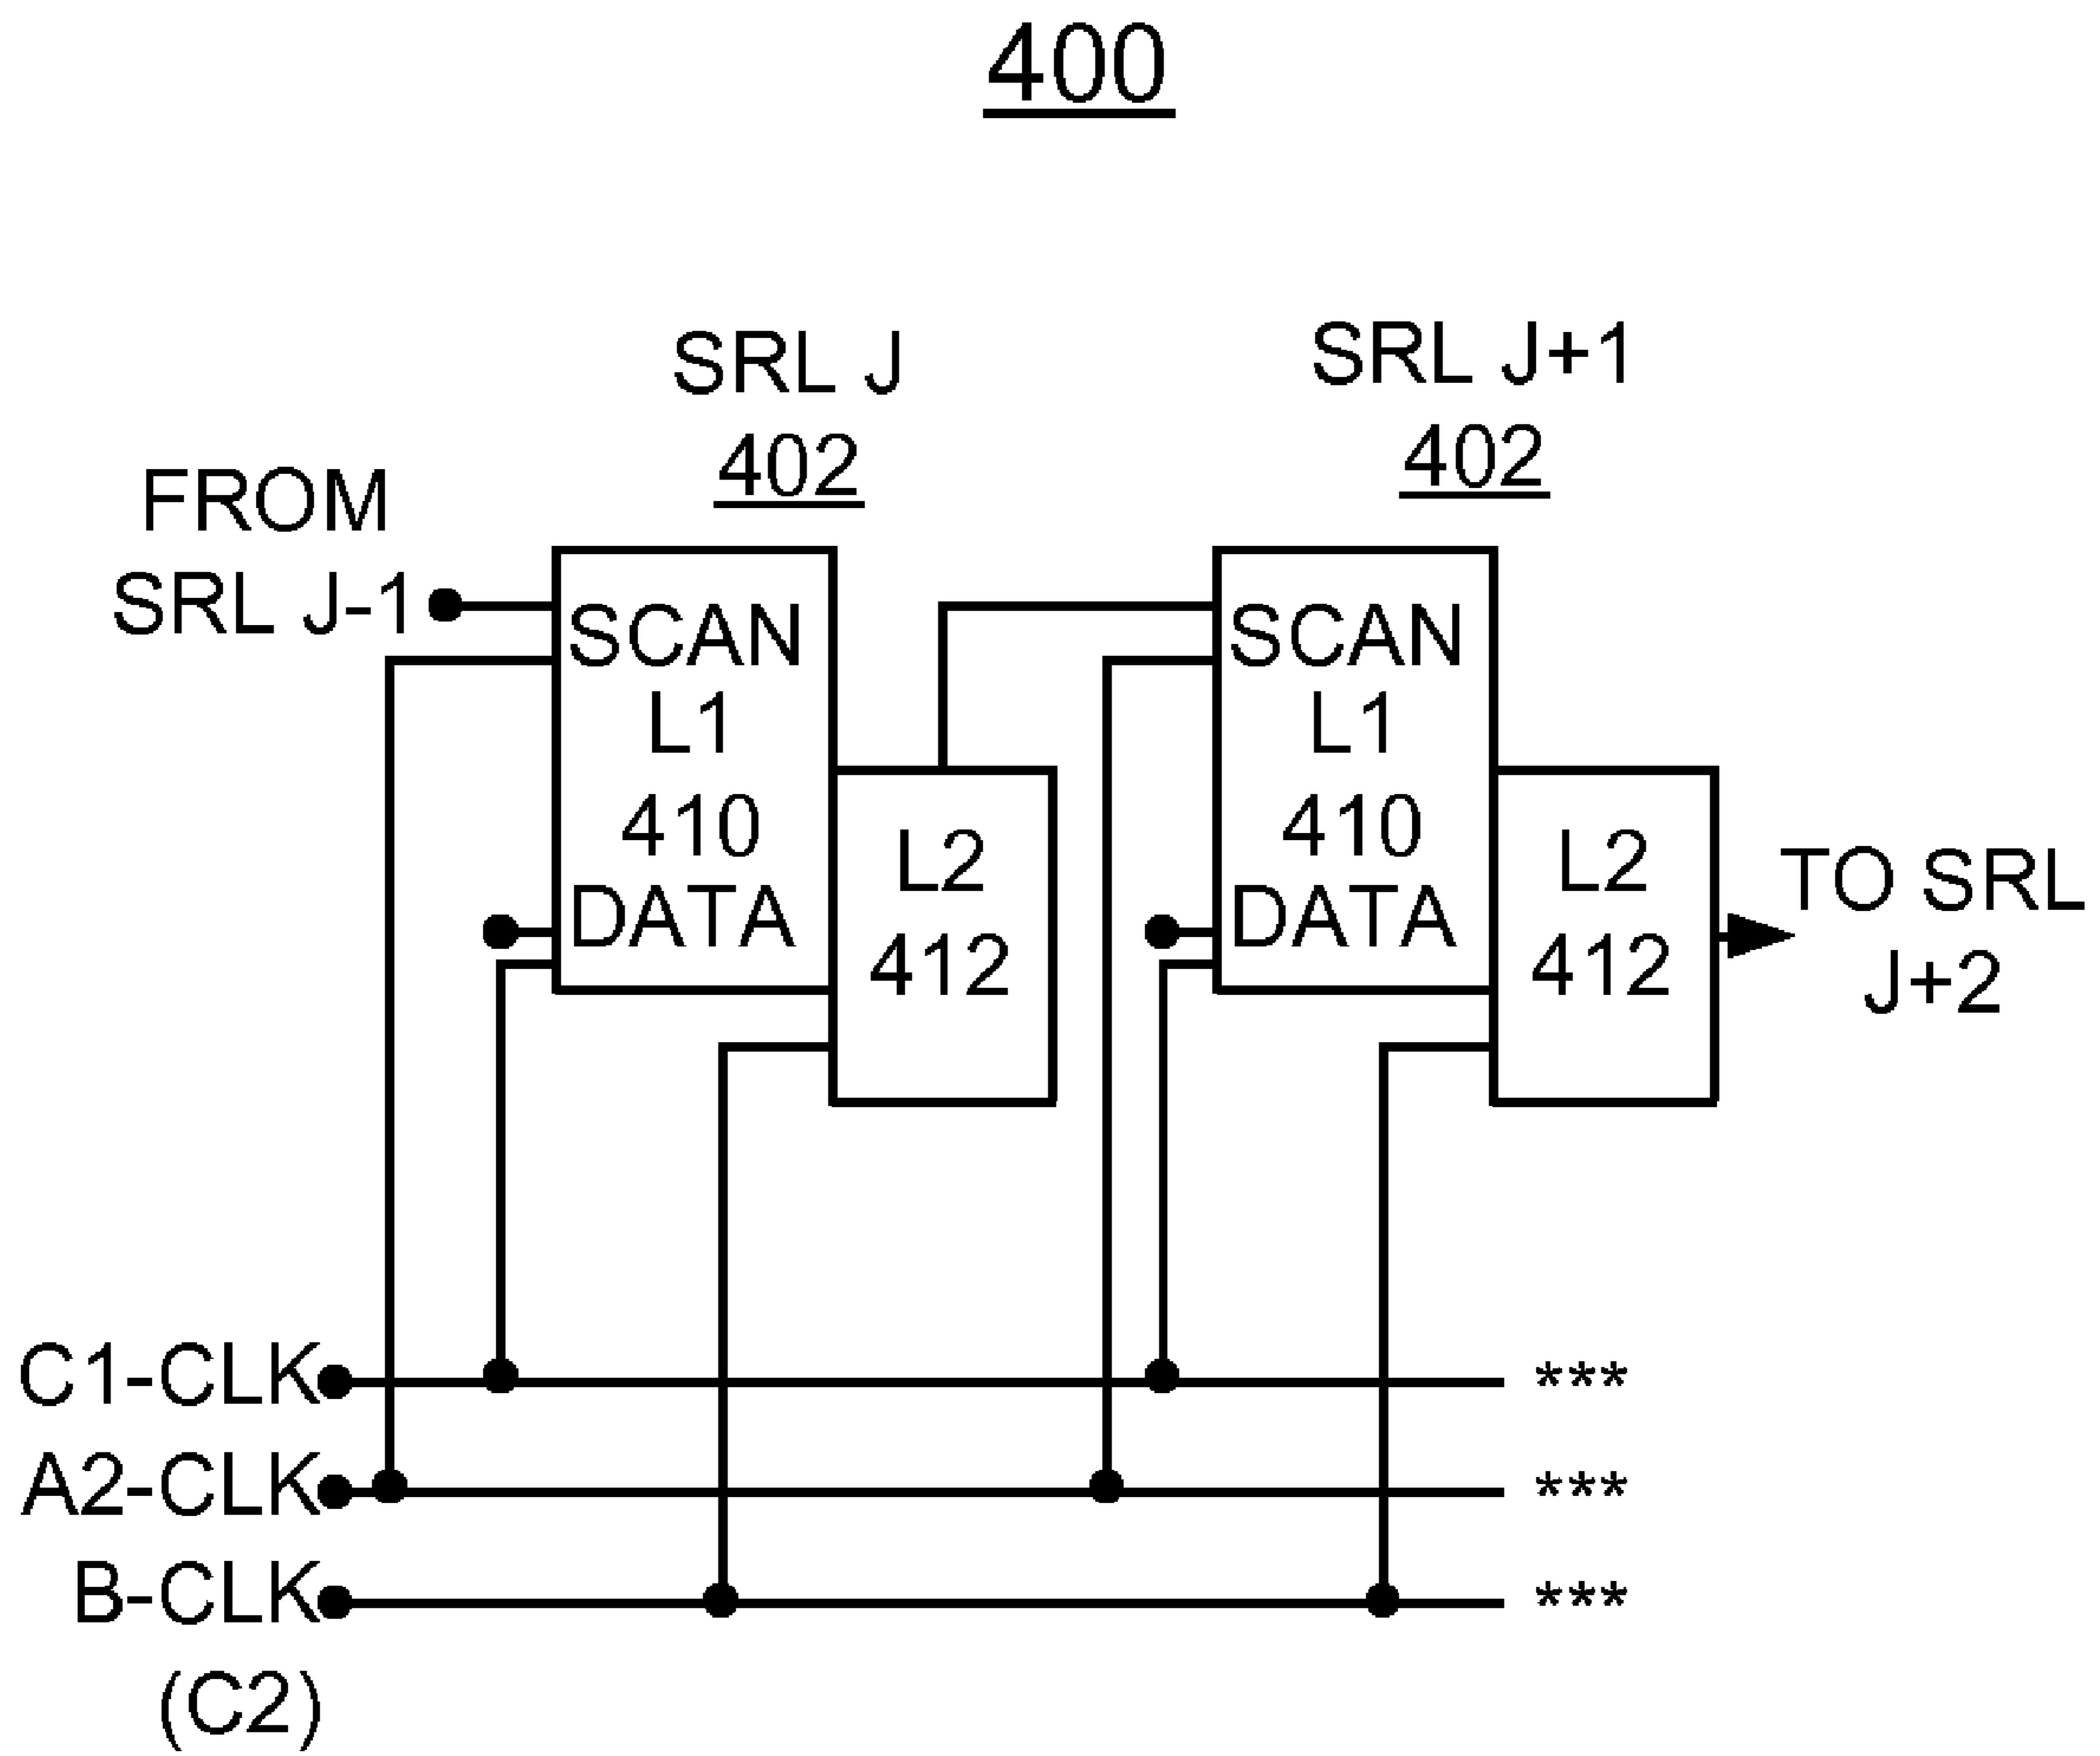 400
SRL J
402
SRL J+1
402
FROM
SRL J-1
SCAN
L1
410
DATA
L2
412
SCAN
L1
410
DATA
L2
412
TO SRL
J+2
C1-CLK
***
A2-CLK
***
B-CLK
***
(C2)